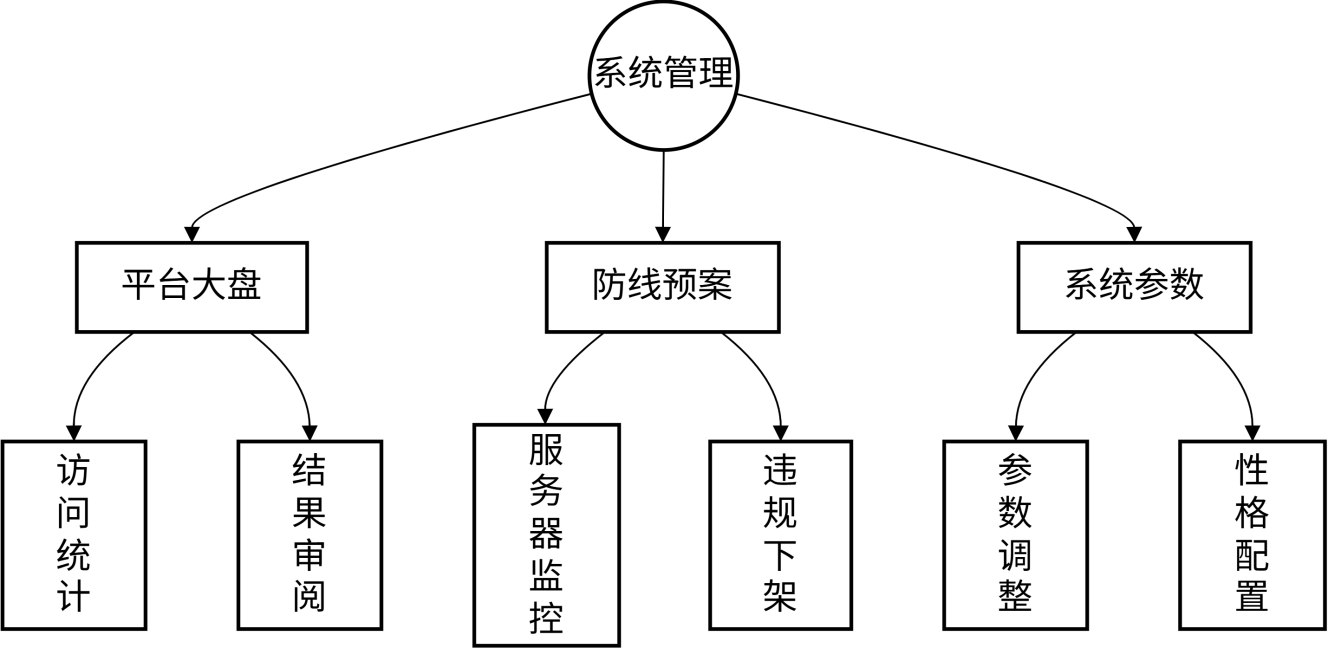 系统管理
平台大盘
防线预案
系统参数
访问统计
结果审阅
服务器监控
违规下架
参数调整
性格配置